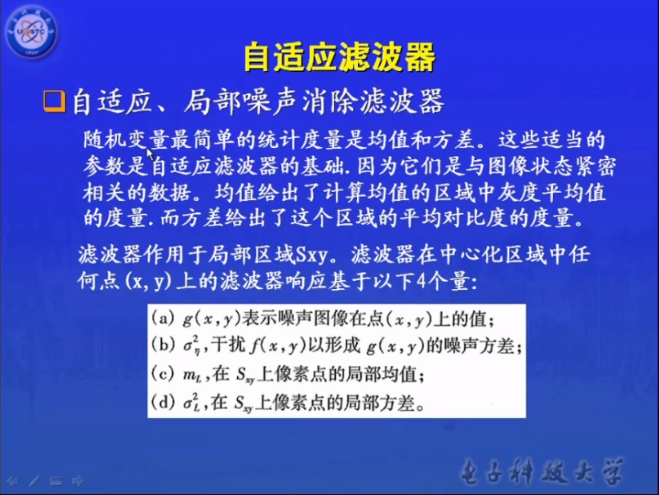 自适应滤波器
自适应、局部噪声消除滤波器
随机变量最简单的统计度量是均值和方差。这些适当的
参数是自适应滤波器的基础.因为它们是与图像状态紧密
相关的数据。均值给出了计算均值的区域中灰度平均值
的度量.而方差给出了这个区域的平均对比度的度量。
滤波器作用于局部区域Sxy。滤波器在中心化区域中任
何点(x,y)上的滤波器响应基于以下4个量:
(a) g(x,y)表示噪声图像在点(x,y)上的值;
(b) σ²_η,干扰 f(x,y)以形成 g(x,y)的噪声方差;
(c) m_L,在 S_xy上像素点的局部均值;
(d) σ²_L,在 S_xy上像素点的局部方差。
电子科技大学